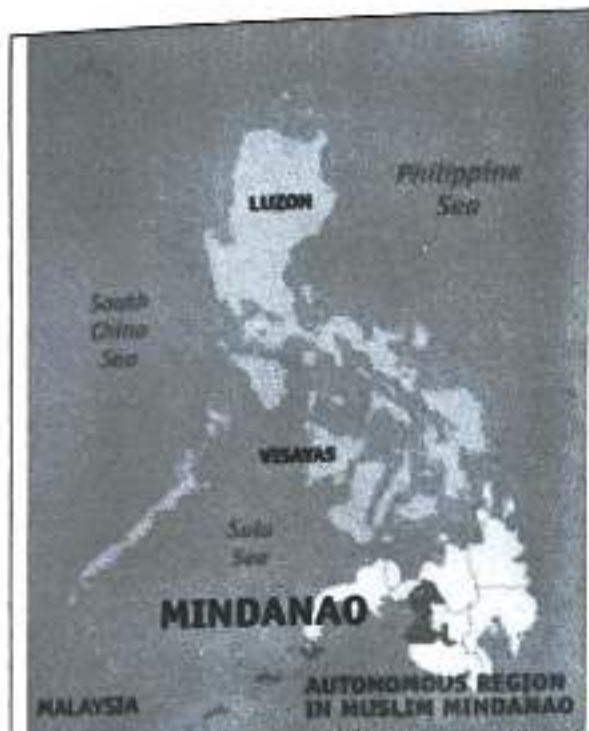 LUZON
Philippine
Sea
South
China
Sea
VISAYAS
Sulu
Sea
MINDANAO
AUTONOMOUS REGION
IN MUSLIM MINDANAO
MALAYSIA